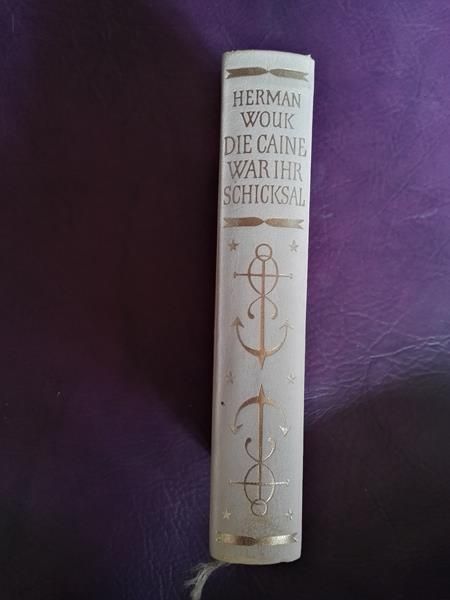 HERMAN
WOUK
DIE CAINE
WAR IHR
SCHICKSAL